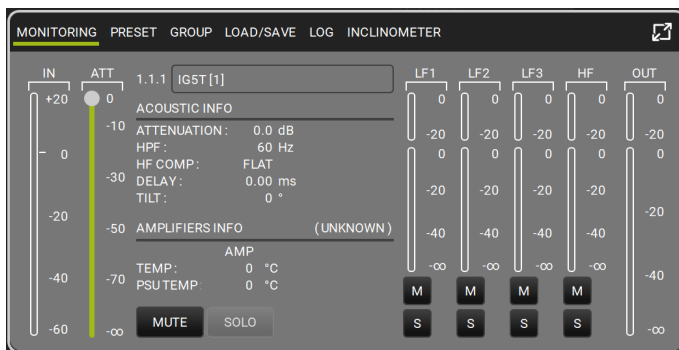 MONITORING PRESET GROUP LOAD/SAVE LOG INCLINOMETER
IN ATT LF1 LF2 LF3 HF OUT
1.1.1 IG5T [1]
+20 0 0 0 0 0 0
ACOUSTIC INFO
-10 ATTENUATION : 0.0 dB -20 -20 -20 -20 -20
HPF : 60 Hz
0 HF COMP : FLAT 0 0 0 0 0
-30 DELAY : 0.00 ms
TILT : 0 ° -20 -20 -20 -20
-20 -20
-50 AMPLIFIERS INFO (UNKNOWN) -40 -40 -40 -40
AMP
TEMP : 0 °C -∞ -∞ -∞ -∞
-40 -70 PSU TEMP : 0 °C -40
M M M M
MUTE SOLO S S S S
-60 -∞ -∞